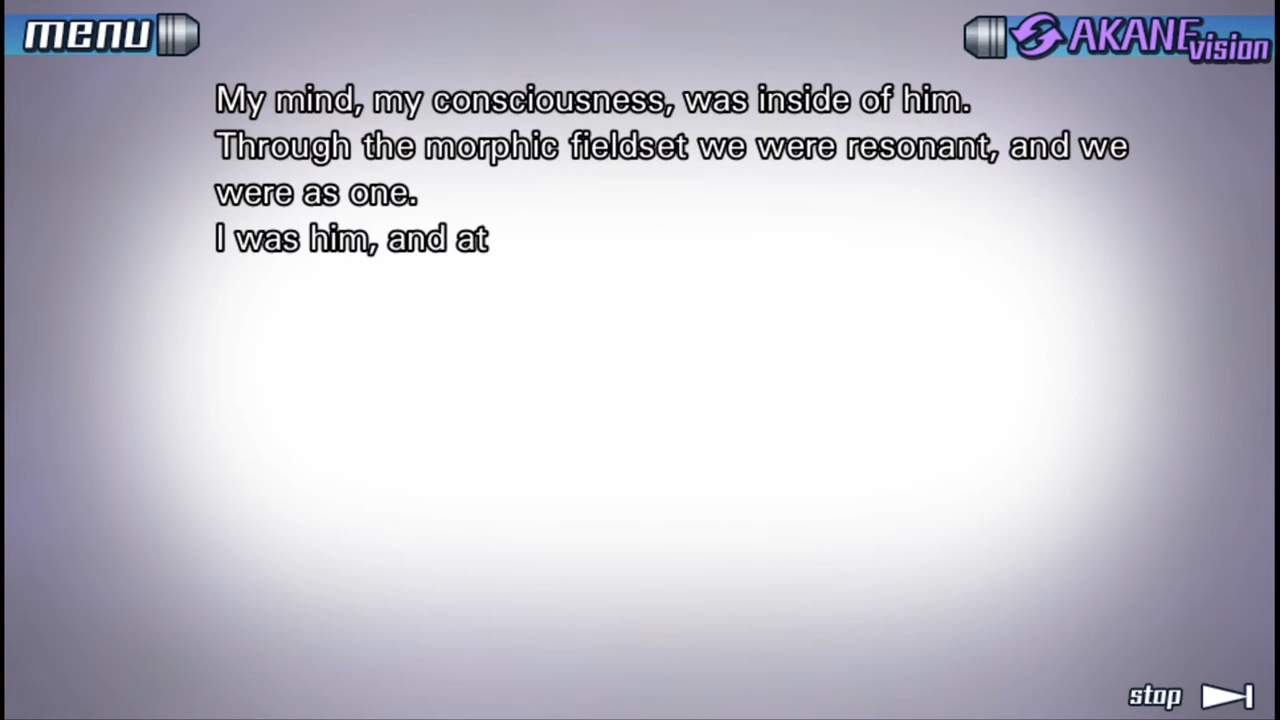 menu
AKANE vision
My mind, my consciousness, was inside of him.
Through the morphic fieldset we were resonant, and we
were as one.
I was him, and at
stop